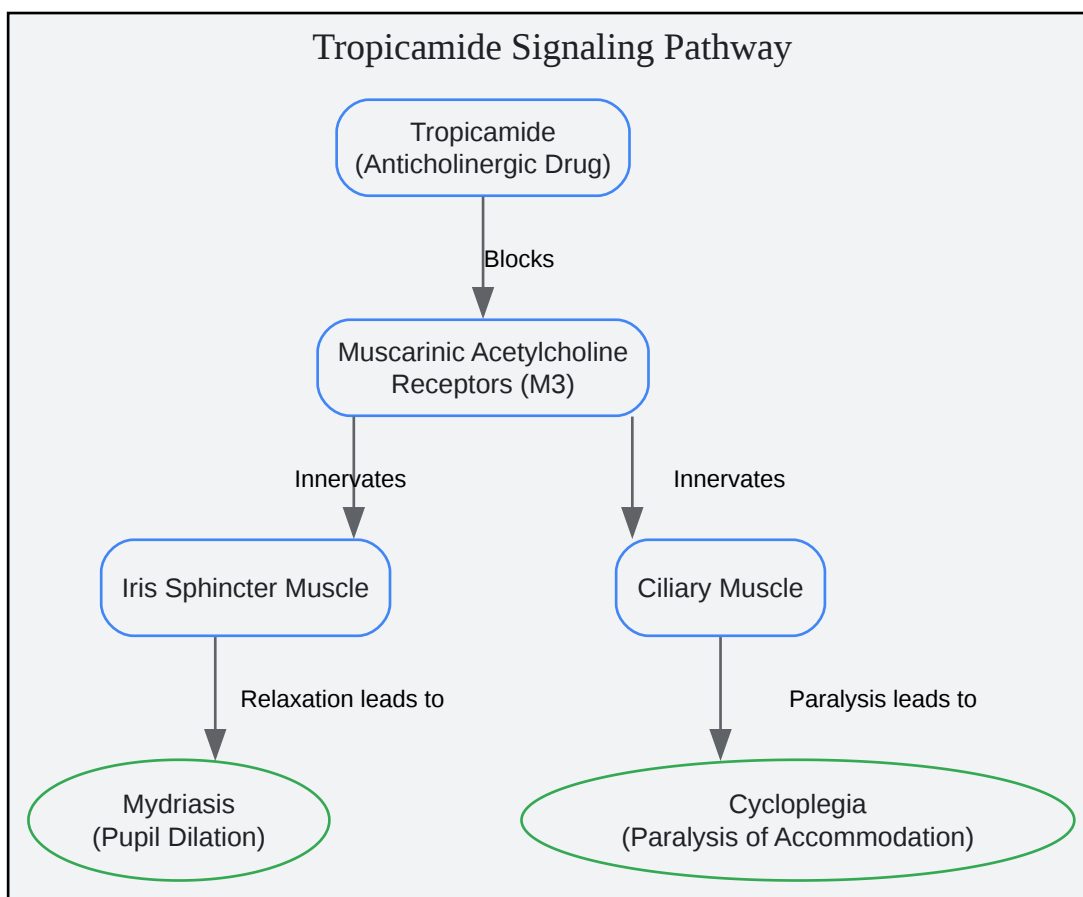 Tropicamide Signaling Pathway
Tropicamide
(Anticholinergic Drug)
Blocks
Muscarinic Acetylcholine
Receptors (M3)
Innervates
Innervates
Iris Sphincter Muscle
Ciliary Muscle
Relaxation leads to
Paralysis leads to
Mydriasis
(Pupil Dilation)
Cycloplegia
(Paralysis of Accommodation)